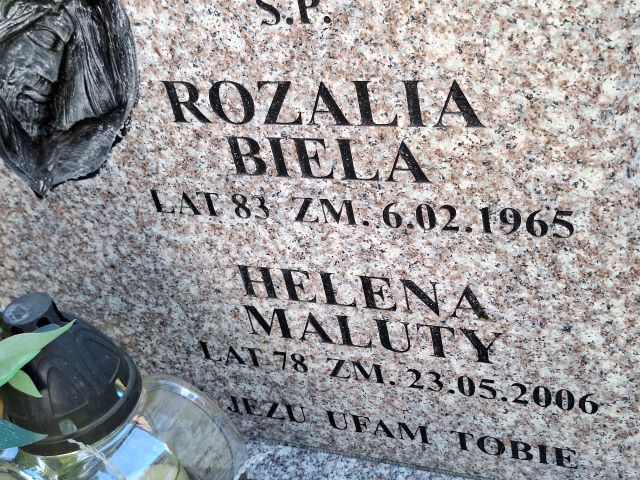 S.P.
ROZALIA
BIELA
LAT 83 ZM. 6.02.1965
HELENA
MALUTY
LAT 78 ZM. 23.05.2006
JEZU UFAM TOBIE